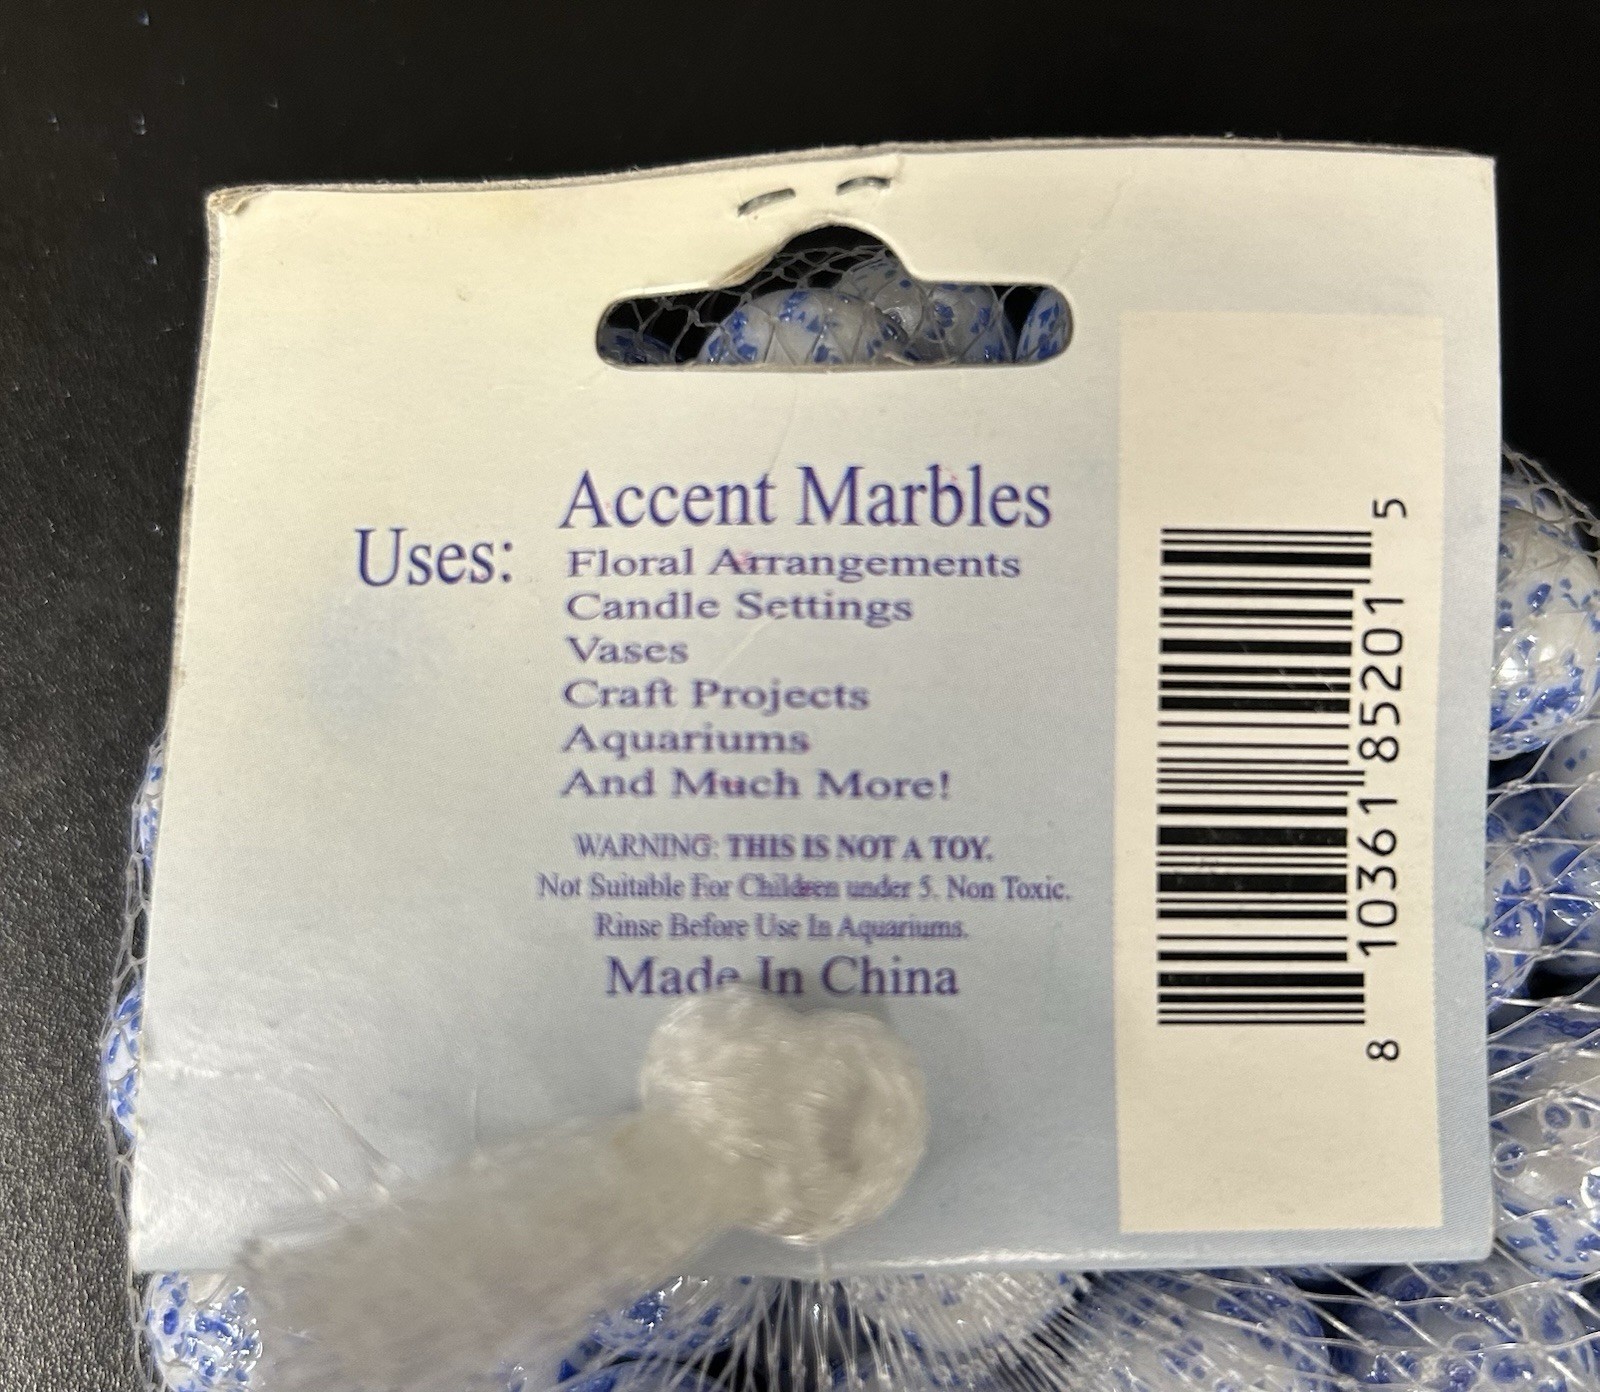 Accent Marbles
Uses:
Floral Arrangements
Candle Settings
Vases
Craft Projects
Aquariums
And Much More!
WARNING: THIS IS NOT A TOY.
Not Suitable For Children under 5. Non Toxic.
Rinse Before Use In Aquariums.
Made In China
8 10361 85201 5